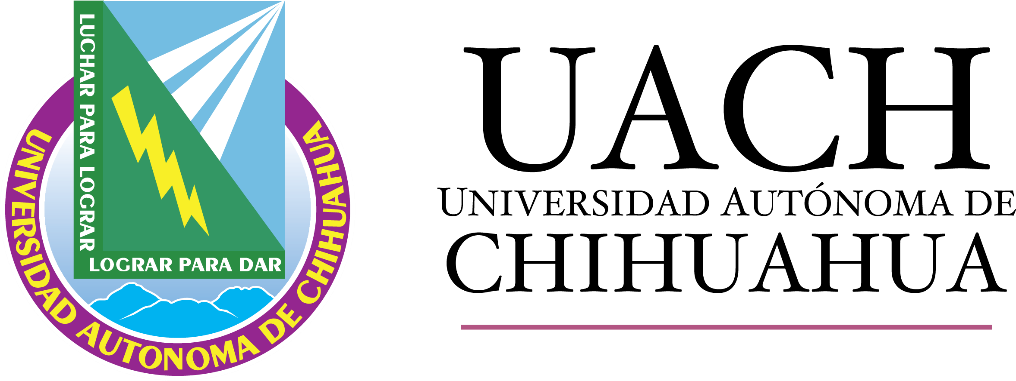 LUCHAR PARA LOGRAR
LOGRAR PARA DAR
UNIVERSIDAD AUTONOMA DE CHIHUAHUA
UACH
UNIVERSIDAD AUTÓNOMA DE
CHIHUAHUA